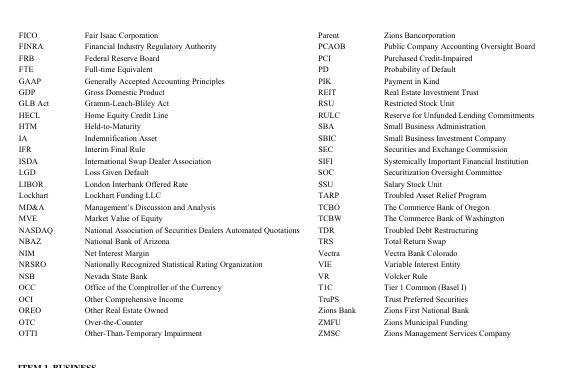 FICO Fair Isaac Corporation Parent Zions Bancorporation
FINRA Financial Industry Regulatory Authority PCAOB Public Company Accounting Oversight Board
FRB Federal Reserve Board PCI Purchased Credit-Impaired
FTE Full-time Equivalent PD Probability of Default
GAAP Generally Accepted Accounting Principles PIK Payment in Kind
GDP Gross Domestic Product REIT Real Estate Investment Trust
GLB Act Gramm-Leach-Bliley Act RSU Restricted Stock Unit
HECL Home Equity Credit Line RULC Reserve for Unfunded Lending Commitments
HTM Held-to-Maturity SBA Small Business Administration
IA Indemnification Asset SBIC Small Business Investment Company
IFR Interim Final Rule SEC Securities and Exchange Commission
ISDA International Swap Dealer Association SIFI Systemically Important Financial Institution
LGD Loss Given Default SOC Securitization Oversight Committee
LIBOR London Interbank Offered Rate SSU Salary Stock Unit
Lockhart Lockhart Funding LLC TARP Troubled Asset Relief Program
MD&A Management's Discussion and Analysis TCBO The Commerce Bank of Oregon
MVE Market Value of Equity TCBW The Commerce Bank of Washington
NASDAQ National Association of Securities Dealers Automated Quotations TDR Troubled Debt Restructuring
NBAZ National Bank of Arizona TRS Total Return Swap
NIM Net Interest Margin Vectra Vectra Bank Colorado
NRSRO Nationally Recognized Statistical Rating Organization VIE Variable Interest Entity
NSB Nevada State Bank VR Volcker Rule
OCC Office of the Comptroller of the Currency T1C Tier 1 Common (Basel I)
OCI Other Comprehensive Income TruPS Trust Preferred Securities
OREO Other Real Estate Owned Zions Bank Zions First National Bank
OTC Over-the-Counter ZMFU Zions Municipal Funding
OTTI Other-Than-Temporary Impairment ZMSC Zions Management Services Company
ITEM 1. BUSINESS